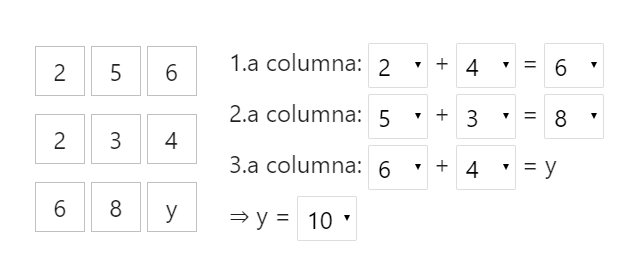 2 5 6
1.a columna: 2 + 4 = 6
2 3 4
2.a columna: 5 + 3 = 8
3.a columna: 6 + 4 = y
6 8 y
⇒ y = 10